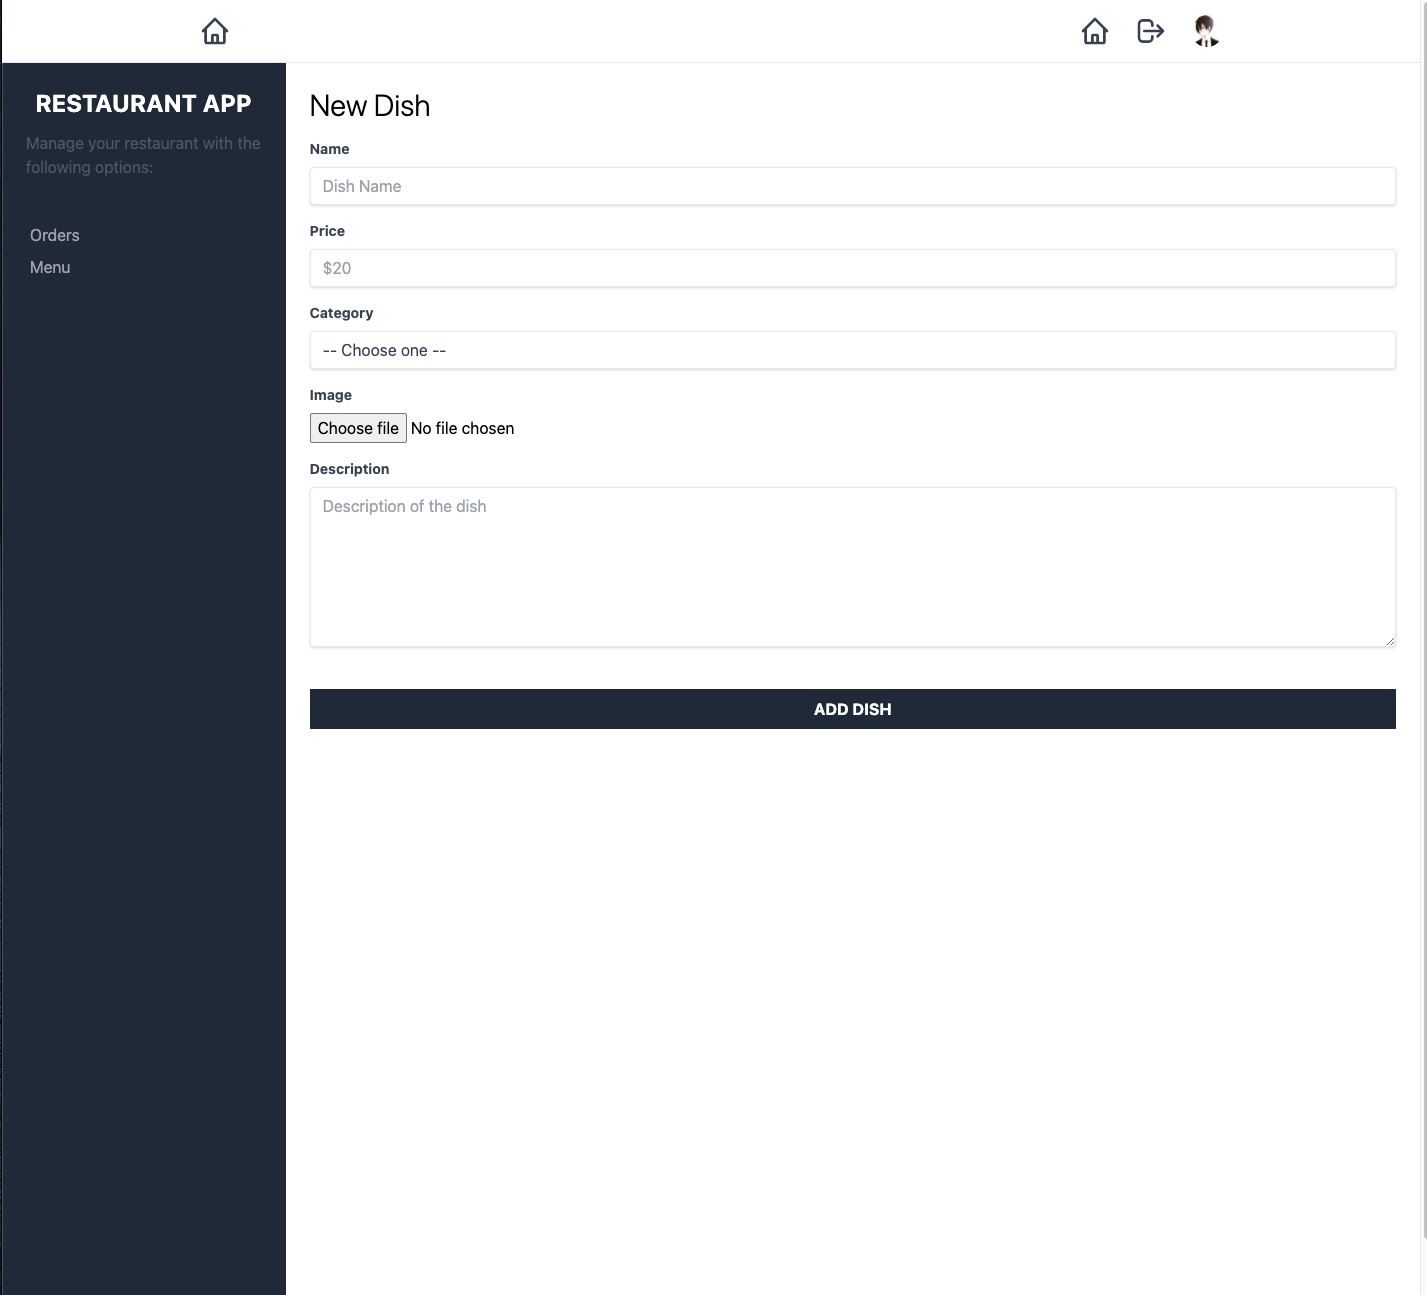 RESTAURANT APP
Manage your restaurant with the
following options:
Orders
Menu
New Dish
Name
Dish Name
Price
$20
Category
-- Choose one --
Image
Choose file No file chosen
Description
Description of the dish
ADD DISH